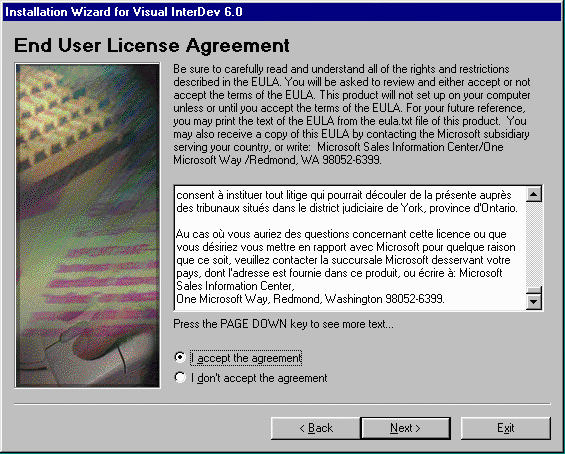 Installation Wizard for Visual InterDev 6.0
End User License Agreement
Be sure to carefully read and understand all of the rights and restrictions
described in the EULA. You will be asked to review and either accept or not
accept the terms of the EULA. This product will not set up on your computer
unless or until you accept the terms of the EULA. For your future reference,
you may print the text of the EULA from the eula.txt file of this product. You
may also receive a copy of this EULA by contacting the Microsoft subsidiary
serving your country, or write: Microsoft Sales Information Center/One
Microsoft Way /Redmond, WA 98052-6399.
consent à instituer tout litige qui pourrait découler de la présente auprès
des tribunaux situés dans le district judiciaire de York, province d'Ontario.
Au cas où vous auriez des questions concernant cette licence ou que
vous désiriez vous mettre en rapport avec Microsoft pour quelque raison
que ce soit, veuillez contacter la succursale Microsoft desservant votre
pays, dont l'adresse est fournie dans ce produit, ou écrire à: Microsoft
Sales Information Center,
One Microsoft Way, Redmond, Washington 98052-6399.
Press the PAGE DOWN key to see more text...
I accept the agreement
I don't accept the agreement
< Back
Next >
Exit